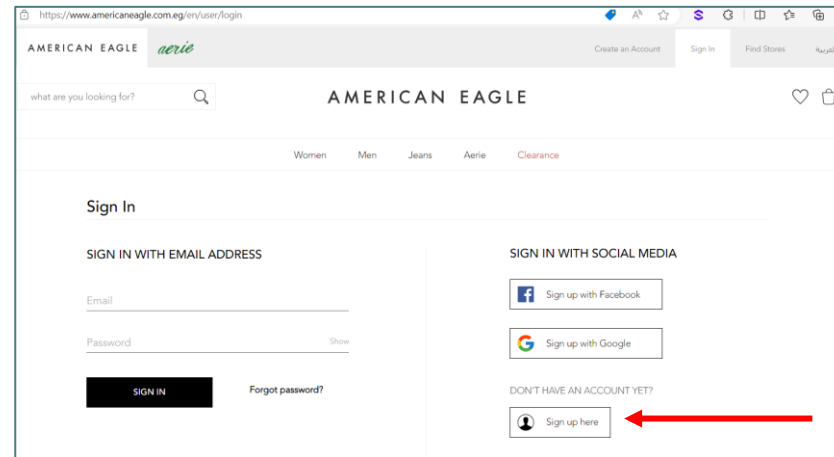 https://www.americaneagle.com.eg/en/user/login
AMERICAN EAGLE aerie Create an Account Sign In Find Stores العربية
what are you looking for? AMERICAN EAGLE
Women Men Jeans Aerie Clearance
Sign In
SIGN IN WITH EMAIL ADDRESS
Email
Password Show
SIGN IN Forgot password?
SIGN IN WITH SOCIAL MEDIA
Sign up with Facebook
Sign up with Google
DON'T HAVE AN ACCOUNT YET?
Sign up here